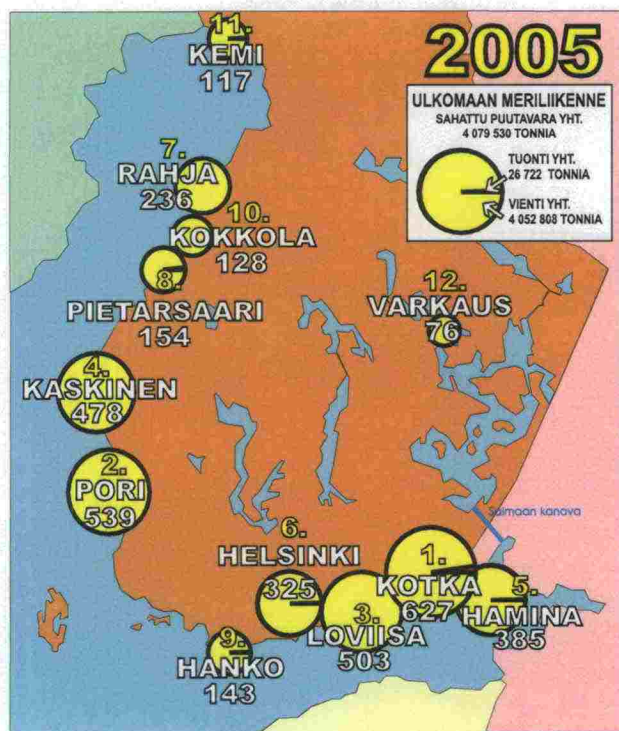 2005
ULKOMAAN MERILIIKENNE
SAHATTU PUUTAVARA YHT.
4 079 530 TONNIA
TUONTI YHT.
26 722 TONNIA
VIENTI YHT.
4 052 808 TONNIA
11.
KEMI
117
7.
RAHJA
236
10.
KOKKOLA
128
8.
PIETARSAARI
154
12.
VARKAUS
76
4.
KASKINEN
478
2.
PORI
539
Saimaan kanava
6.
HELSINKI
325
1.
KOTKA
627
5.
HAMINA
385
3.
LOVIISA
503
9.
HANKO
143